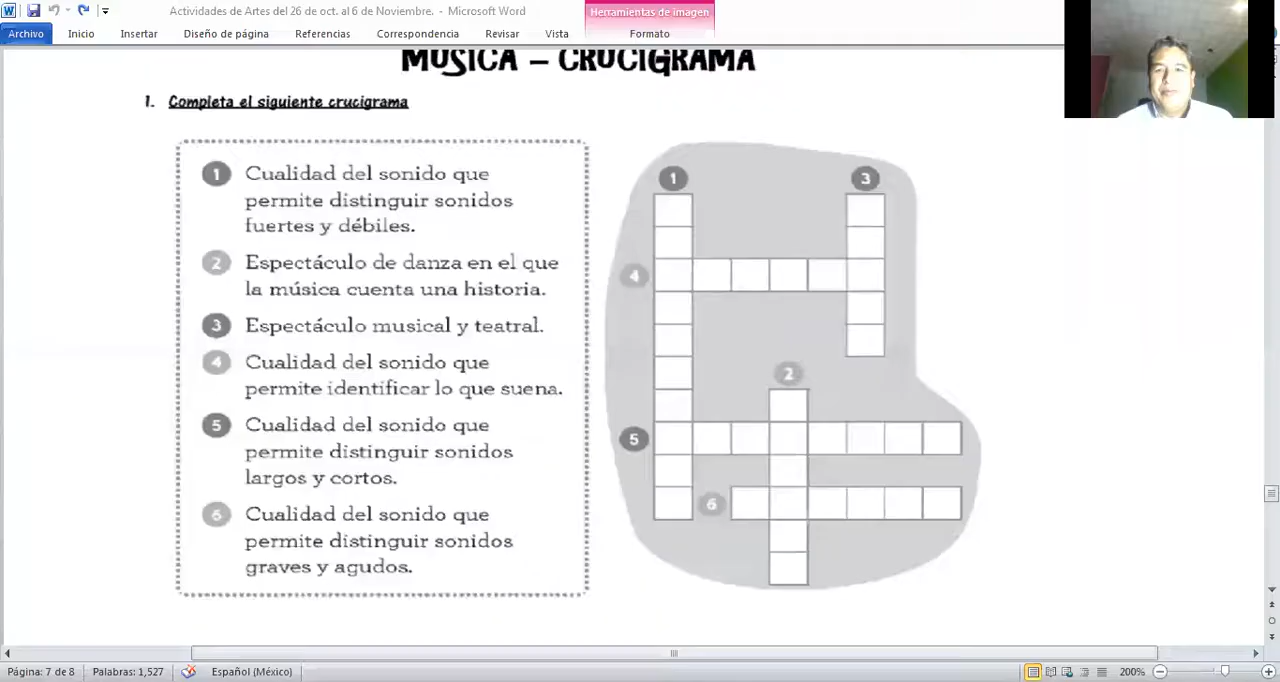 Actividades de Artes del 26 de oct. al 6 de Noviembre. - Microsoft Word
Herramientas de imagen
Archivo Inicio Insertar Diseño de página Referencias Correspondencia Revisar Vista Formato
MUSICA – CRUCIGRAMA
1. Completa el siguiente crucigrama
1 Cualidad del sonido que
permite distinguir sonidos
fuertes y débiles.
2 Espectáculo de danza en el que
la música cuenta una historia.
3 Espectáculo musical y teatral.
4 Cualidad del sonido que
permite identificar lo que suena.
5 Cualidad del sonido que
permite distinguir sonidos
largos y cortos.
6 Cualidad del sonido que
permite distinguir sonidos
graves y agudos.
1
3
4
2
5
6
Página: 7 de 8 Palabras: 1,527 Español (México) 200%